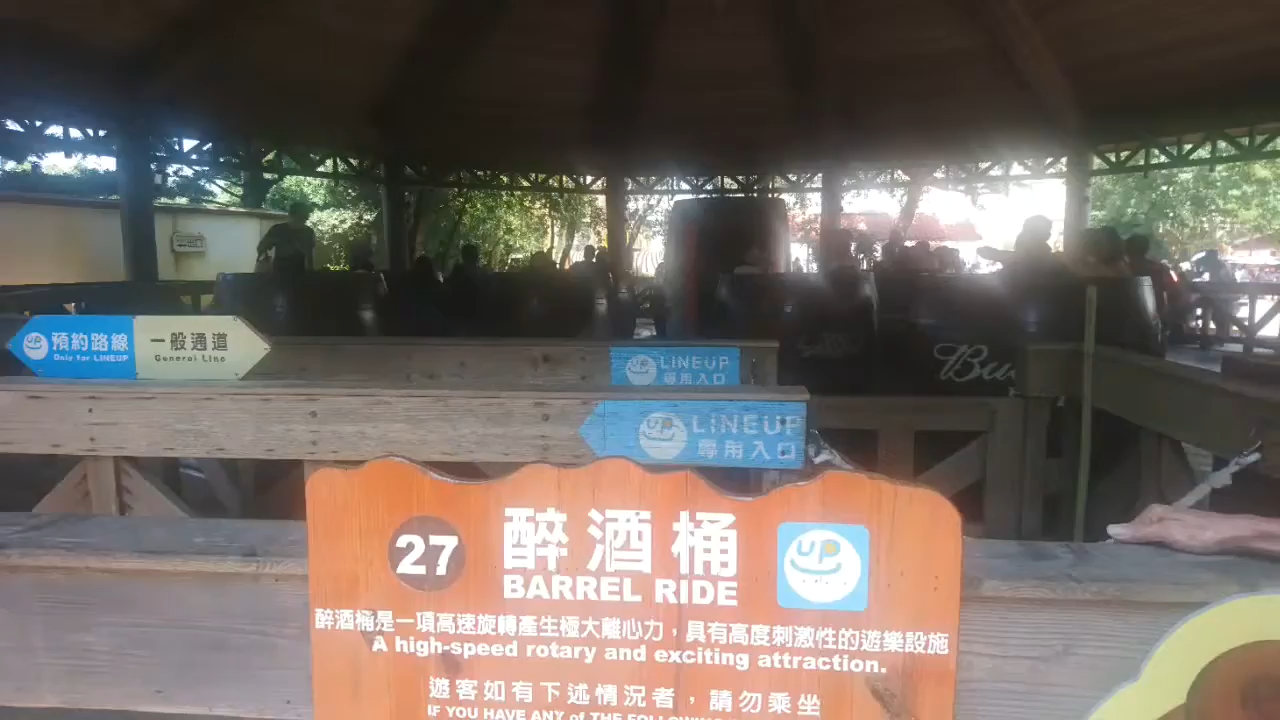 預約路線
Only for LINEUP
一般通道
General Line
UP
LINEUP
專用入口
UP
LINEUP
專用入口
27
醉酒桶
BARREL RIDE
UP
醉酒桶是一項高速旋轉產生極大離心力，具有高度刺激性的遊樂設施
A high-speed rotary and exciting attraction.
遊客如有下述情況者，請勿乘坐
IF YOU HAVE ANY of THE FOLLOWING